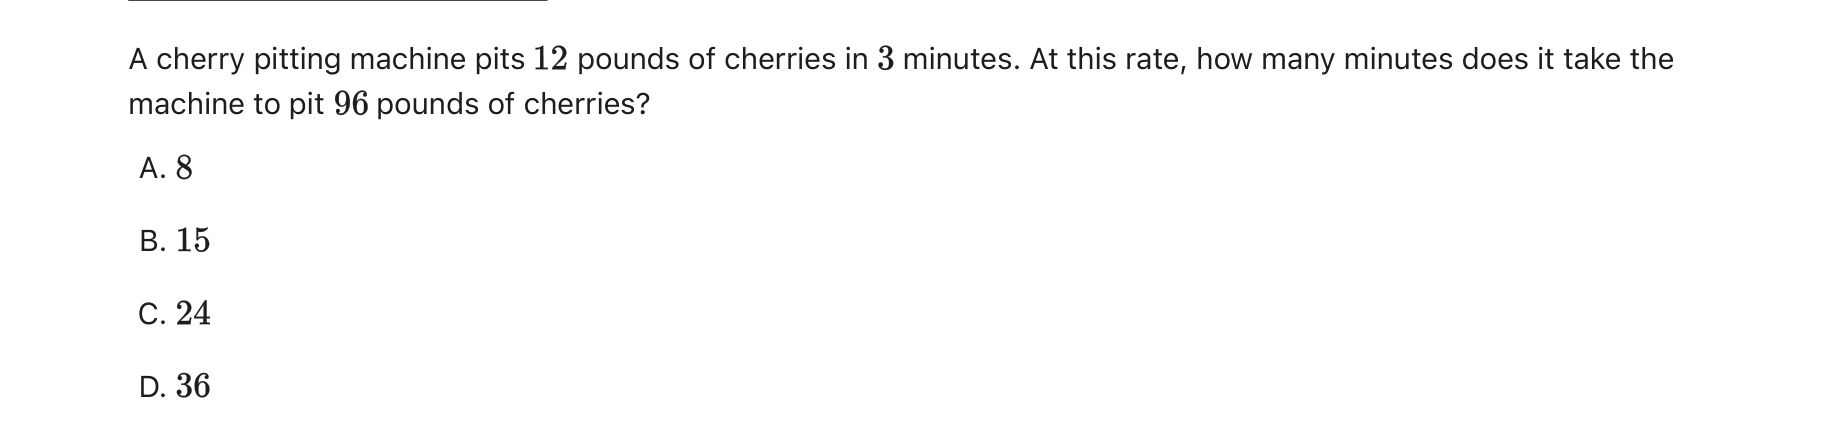 A cherry pitting machine pits 12 pounds of cherries in 3 minutes. At this rate, how many minutes does it take the
machine to pit 96 pounds of cherries?
A. 8
B. 15
C. 24
D. 36